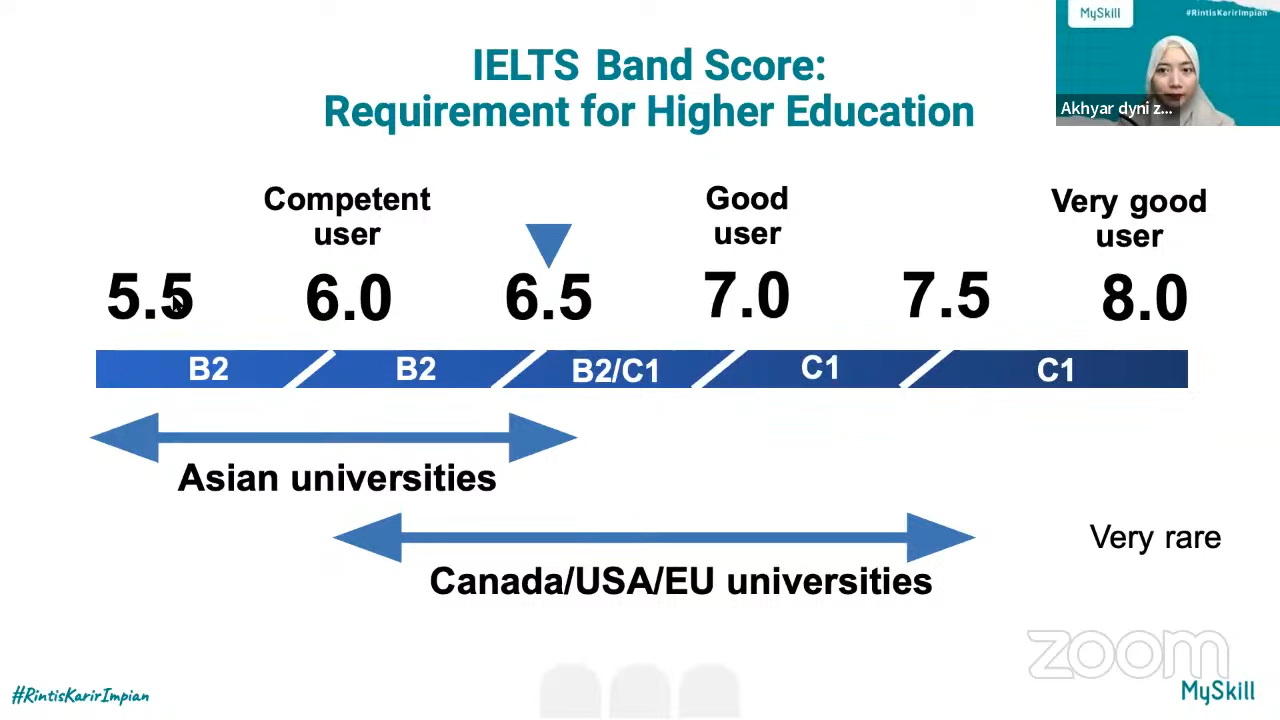 MySkill
#RintisKarirImpian
Akhyar dyni z...
IELTS Band Score:
Requirement for Higher Education
Competent
user
Good
user
Very good
user
5.5
6.0
6.5
7.0
7.5
8.0
B2
B2
B2/C1
C1
C1
Asian universities
Very rare
Canada/USA/EU universities
zoom
#RintisKarirImpian
MySkill